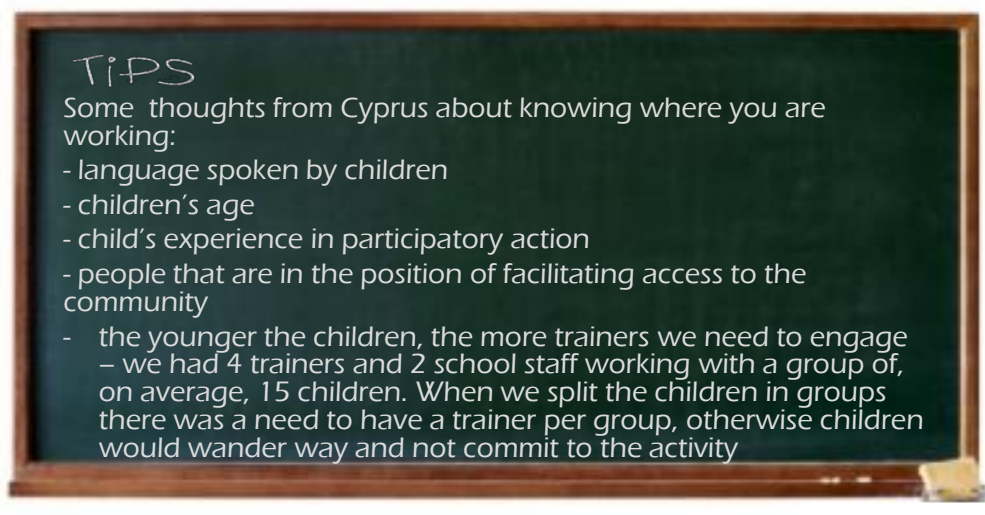 TiPS
Some thoughts from Cyprus about knowing where you are
working:
- language spoken by children
- children's age
- child's experience in participatory action
- people that are in the position of facilitating access to the
community
- the younger the children, the more trainers we need to engage
– we had 4 trainers and 2 school staff working with a group of,
on average, 15 children. When we split the children in groups
there was a need to have a trainer per group, otherwise children
would wander way and not commit to the activity